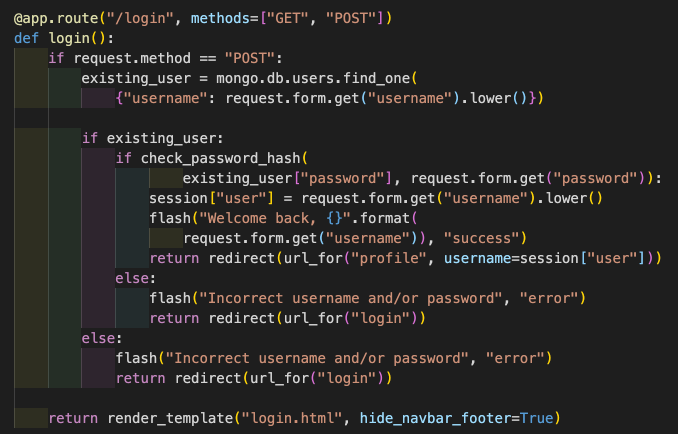 @app.route("/login", methods=["GET", "POST"])
def login():
    if request.method == "POST":
        existing_user = mongo.db.users.find_one(
            {"username": request.form.get("username").lower()})

        if existing_user:
            if check_password_hash(
                    existing_user["password"], request.form.get("password")):
                session["user"] = request.form.get("username").lower()
                flash("Welcome back, {}".format(
                    request.form.get("username")), "success")
                return redirect(url_for("profile", username=session["user"]))
            else:
                flash("Incorrect username and/or password", "error")
                return redirect(url_for("login"))
        else:
            flash("Incorrect username and/or password", "error")
            return redirect(url_for("login"))

    return render_template("login.html", hide_navbar_footer=True)